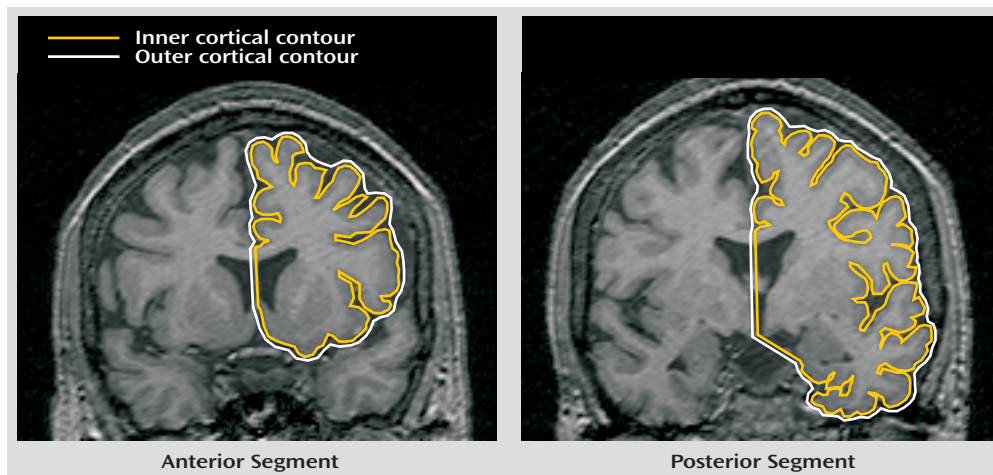 Inner cortical contour
Outer cortical contour
Anterior Segment
Posterior Segment